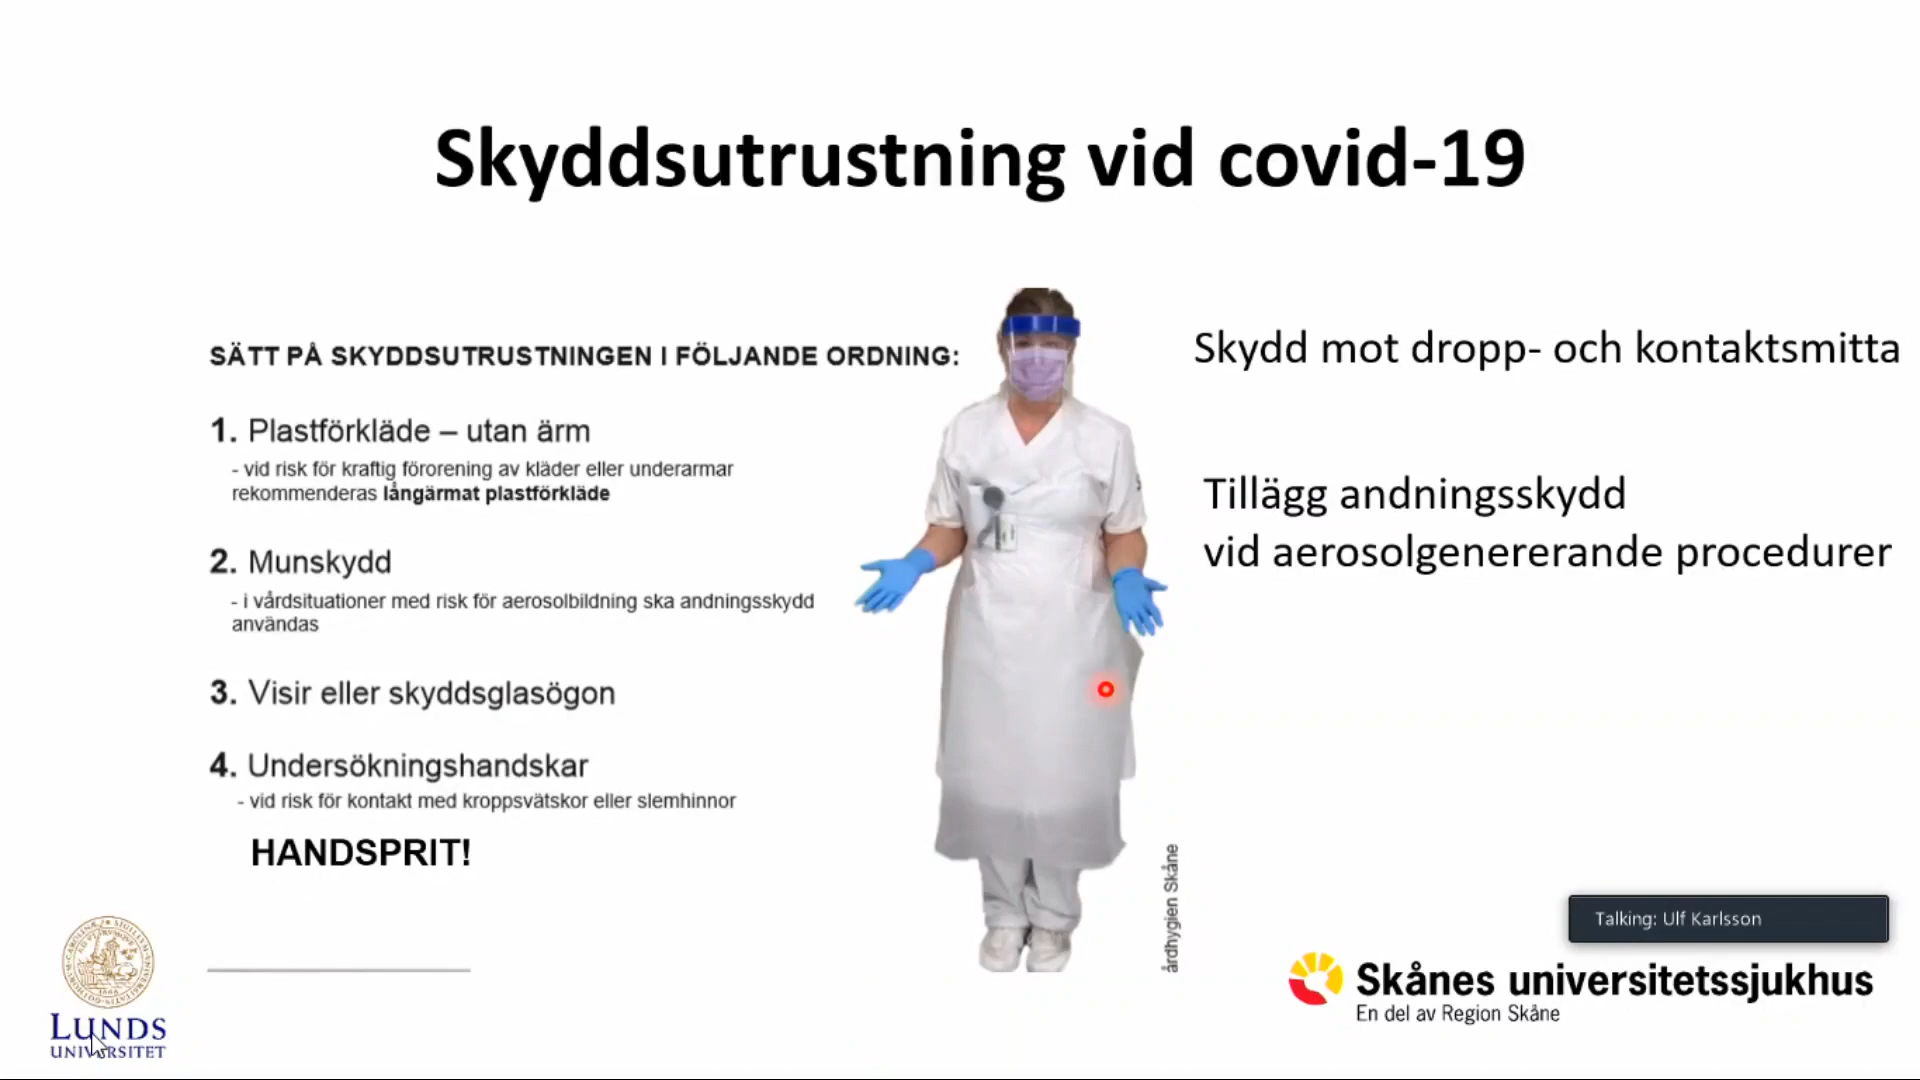 Skyddsutrustning vid covid-19
SÄTT PÅ SKYDDSUTRUSTNINGEN I FÖLJANDE ORDNING:
1. Plastförkläde – utan ärm
- vid risk för kraftig förorening av kläder eller underarmar
rekommenderas långärmat plastförkläde
2. Munskydd
- i vårdsituationer med risk för aerosolbildning ska andningsskydd
användas
3. Visir eller skyddsglasögon
4. Undersökningshandskar
- vid risk för kontakt med kroppsvätskor eller slemhinnor
HANDSPRIT!
Skydd mot dropp- och kontaktsmitta
Tillägg andningsskydd
vid aerosolgenererande procedurer
årdhygien Skåne
Talking: Ulf Karlsson
LUNDS
UNIVERSITET
Skånes universitetssjukhus
En del av Region Skåne